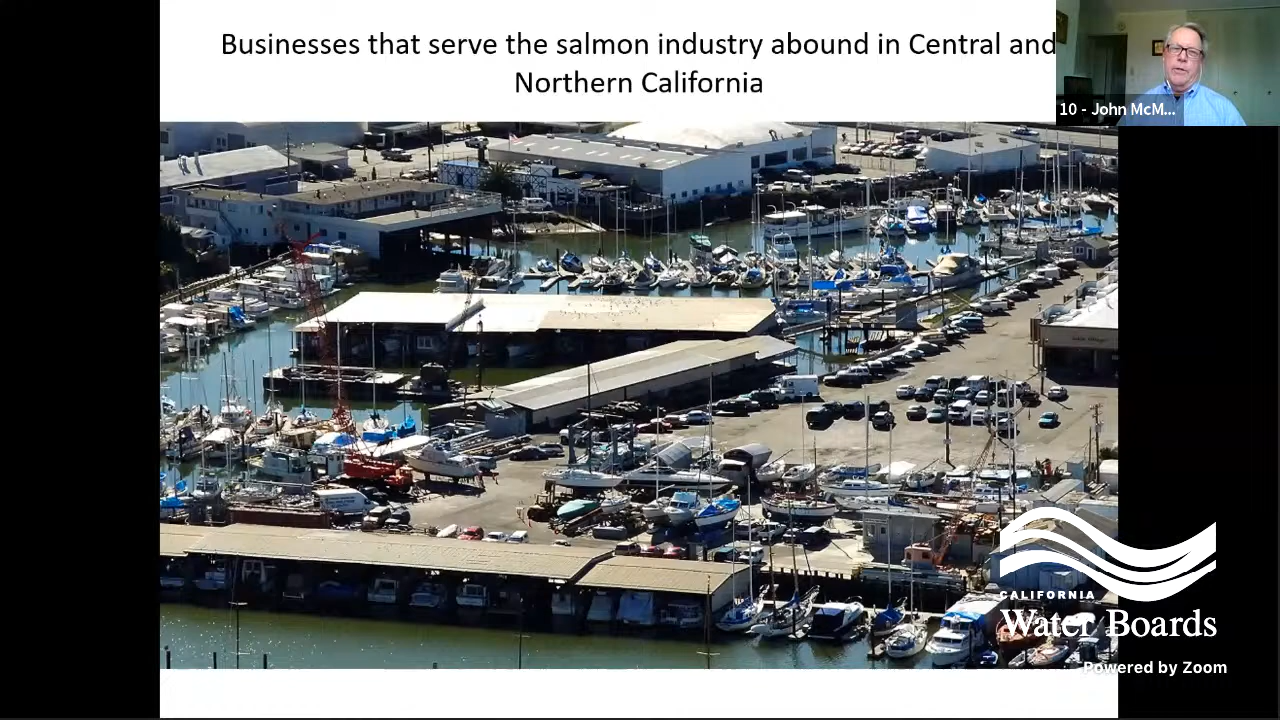 Businesses that serve the salmon industry abound in Central and
Northern California
10 - John McM...
CALIFORNIA
Water Boards
Powered by Zoom